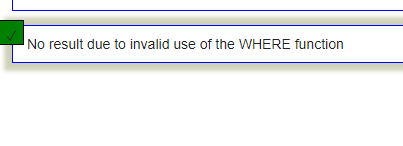 No result due to invalid use of the WHERE function